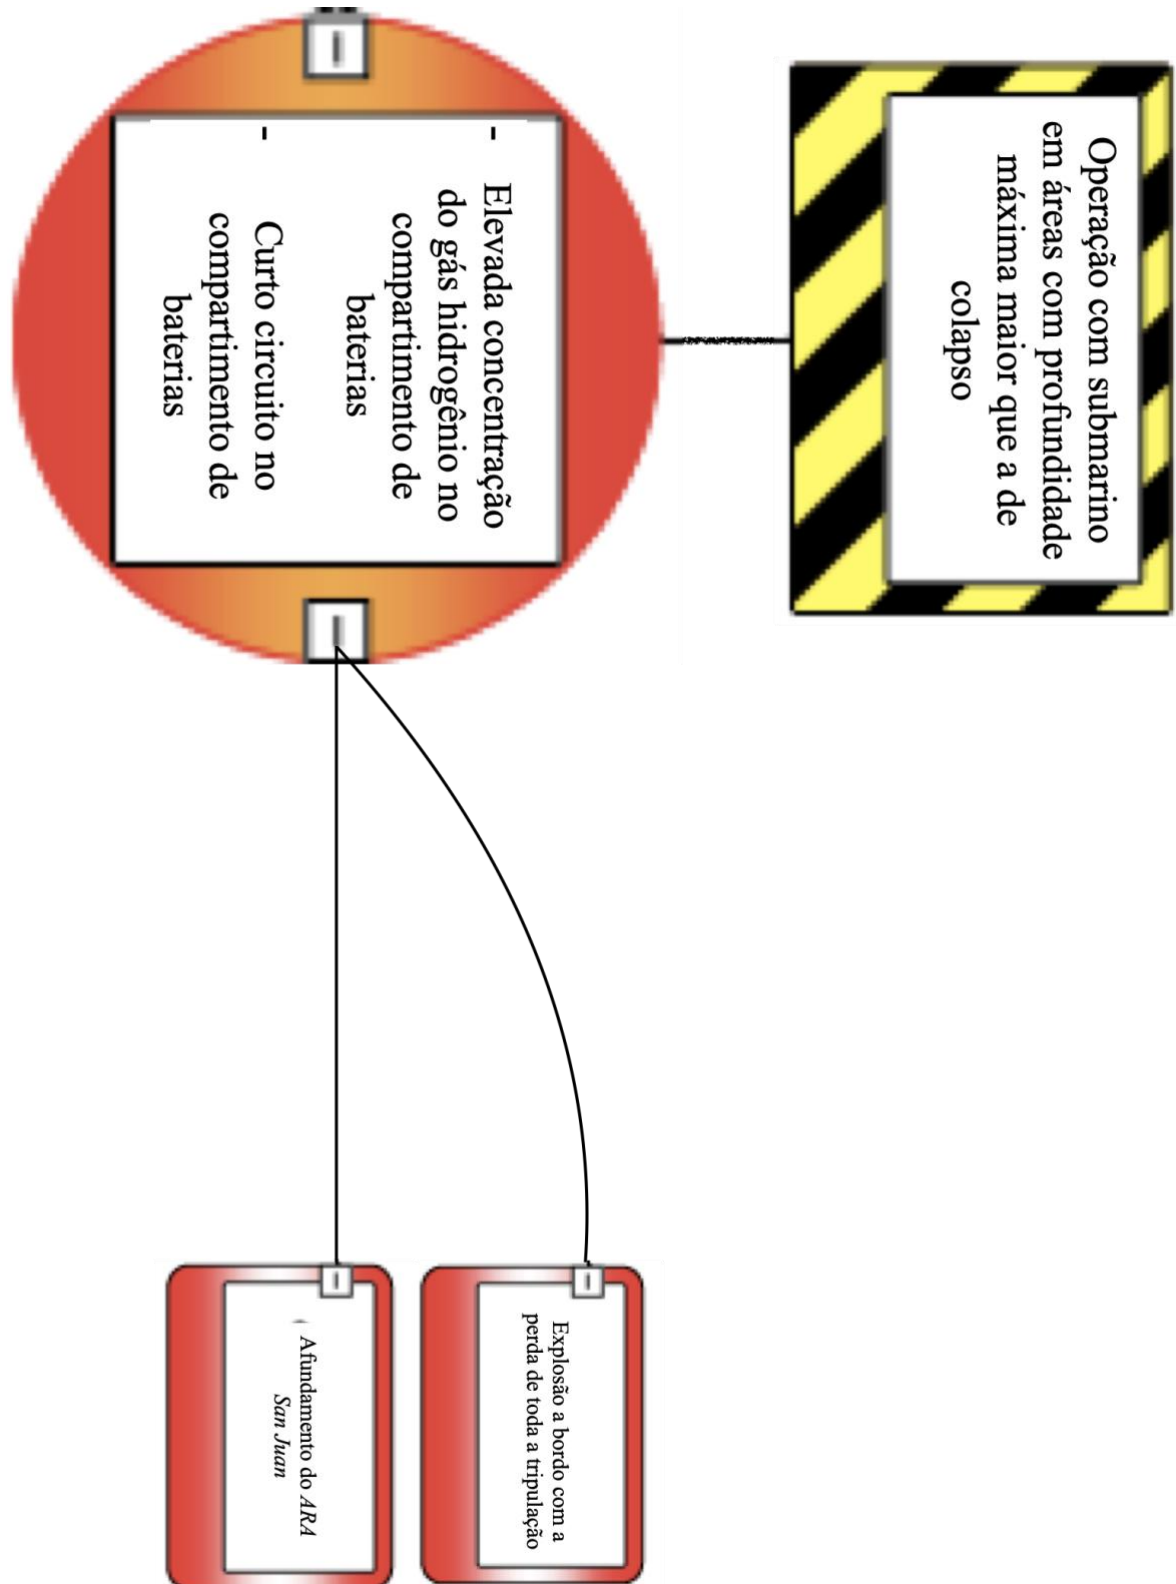 Operação com submarino
em áreas com profundidade
máxima maior que a de
colapso
- Elevada concentração
do gás hidrogênio no
compartimento de
baterias
- Curto circuito no
compartimento de
baterias
Explosão a bordo com a
perda de toda a tripulação
Afundamento do ARA
San Juan